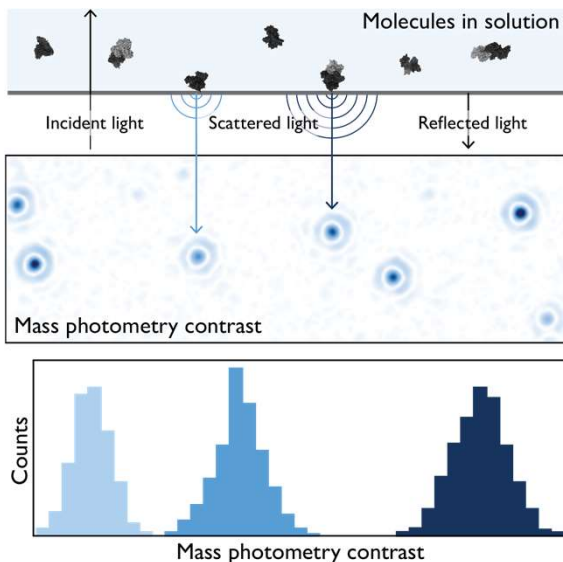 Molecules in solution
Incident light
Scattered light
Reflected light
Mass photometry contrast
Counts
Mass photometry contrast